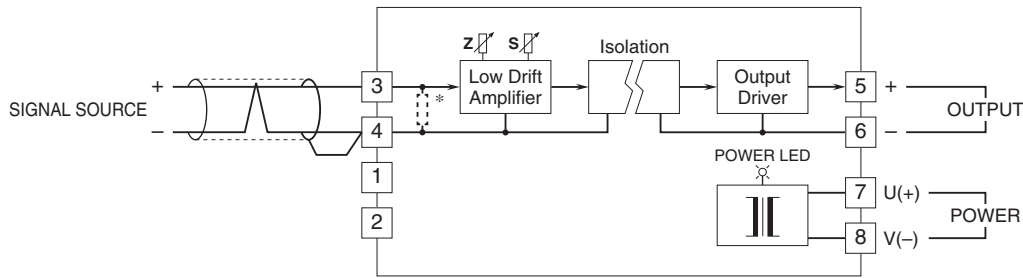 Z
S
Isolation
+
3
Low Drift
Amplifier
Output
Driver
5
+
SIGNAL SOURCE
*
OUTPUT
–
4
6
–
1
POWER LED
7
U(+)
2
POWER
8
V(–)